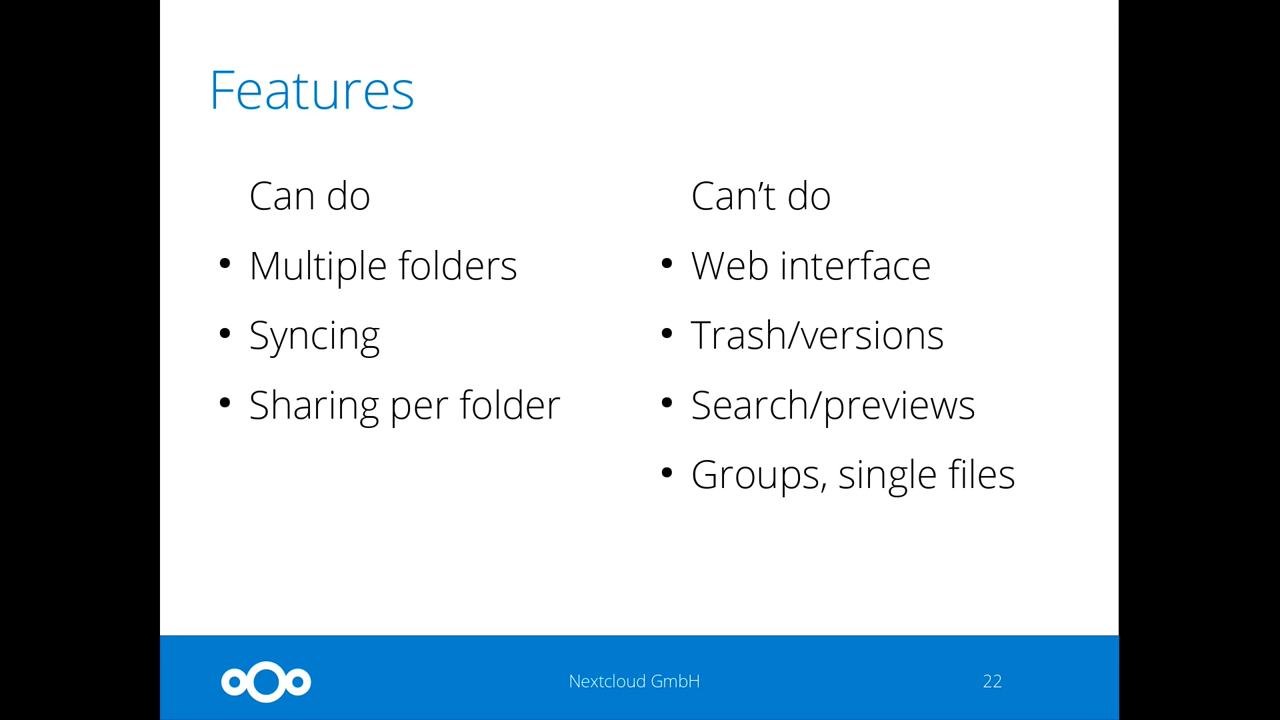 Features
Can do
• Multiple folders
• Syncing
• Sharing per folder
Can’t do
• Web interface
• Trash/versions
• Search/previews
• Groups, single files
Nextcloud GmbH
22